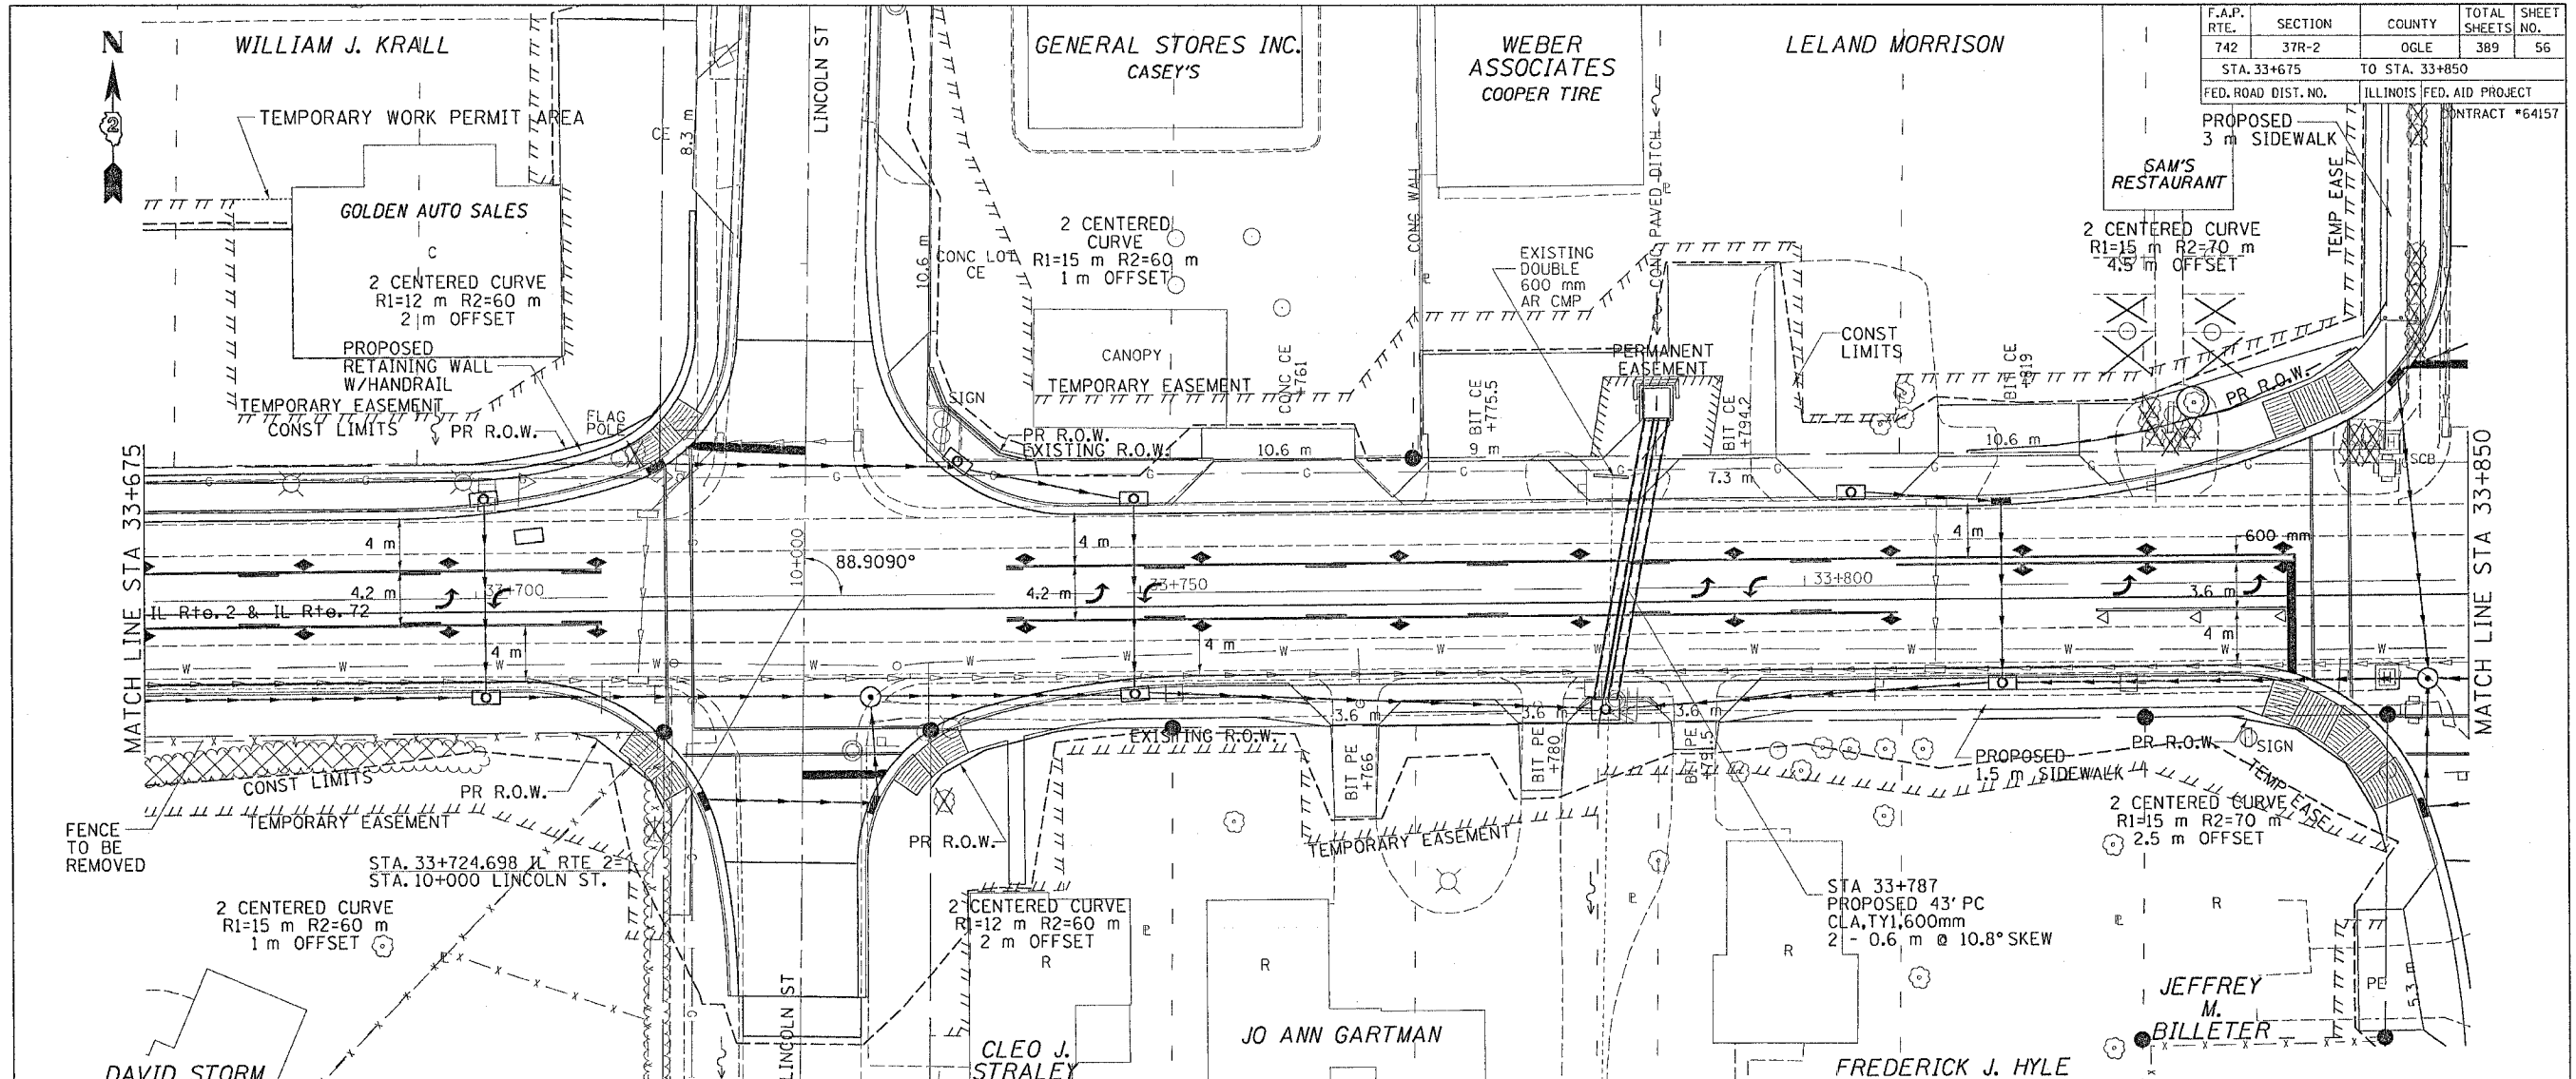 F.A.P. RTE. SECTION COUNTY TOTAL SHEETS SHEET NO.
742 37R-2 OGLE 389 56
STA. 33+675 TO STA. 33+850
FED. ROAD DIST. NO. ILLINOIS FED. AID PROJECT
CONTRACT #64157
N
2
WILLIAM J. KRALL
TEMPORARY WORK PERMIT AREA
GOLDEN AUTO SALES
C
2 CENTERED CURVE
R1=12 m R2=60 m
2 m OFFSET
PROPOSED
RETAINING WALL
W/HANDRAIL
TEMPORARY EASEMENT
CONST LIMITS
PR R.O.W.
FLAG
POLE
CE
8.3 m
LINCOLN ST
GENERAL STORES INC.
CASEY'S
10.6 m
CONC LOT
CE
2 CENTERED
CURVE
R1=15 m R2=60 m
1 m OFFSET
CANOPY
TEMPORARY EASEMENT
SIGN
PR R.O.W.
EXISTING R.O.W.
CONC CE
+761
10.6 m
CONC WALL
WEBER
ASSOCIATES
COOPER TIRE
PL
PL
EXISTING
DOUBLE
600 mm
AR CMP
CONC PAVED DITCH
PERMANENT
EASEMENT
BIT CE
+775.5
9 m
BIT CE
+794.2
7.3 m
LELAND MORRISON
CONST
LIMITS
BIT CE
+819
10.6 m
SAM'S
RESTAURANT
2 CENTERED CURVE
R1=15 m R2=70 m
4.5 m OFFSET
PROPOSED
3 m SIDEWALK
TEMP EASE
PR R.O.W.
SCB
MATCH LINE STA 33+675
MATCH LINE STA 33+850
4 m
4.2 m
4 m
33+700
IL Rte. 2 & IL Rte. 72
10+000
88.9090°
4 m
4.2 m
4 m
33+750
33+800
4 m
600 mm
3.6 m
4 m
W W W W W W W W W W W W W W W
G G G G G G G G G G
EXISTING R.O.W.
3.6 m
3.6 m
3.6 m
BIT PE
+766
BIT PE
+780
BIT PE
+791.5
PROPOSED
1.5 m SIDEWALK
PR R.O.W.
SIGN
TEMP EASE
CONST LIMITS
PR R.O.W.
TEMPORARY EASEMENT
FENCE
TO BE
REMOVED
STA. 33+724.698 IL RTE 2=
STA. 10+000 LINCOLN ST.
2 CENTERED CURVE
R1=15 m R2=60 m
1 m OFFSET
PR R.O.W.
TEMPORARY EASEMENT
2 CENTERED CURVE
R1=12 m R2=60 m
2 m OFFSET
R
PL
R
STA 33+787
PROPOSED 43' PC
CLA,TY1,600mm
2 - 0.6 m @ 10.8° SKEW
R
PL
2 CENTERED CURVE
R1=15 m R2=70 m
2.5 m OFFSET
R
PL
PE
5.3 m
LINCOLN ST
DAVID STORM
CLEO J.
STRALEY
JO ANN GARTMAN
FREDERICK J. HYLE
JEFFREY
M.
BILLETER